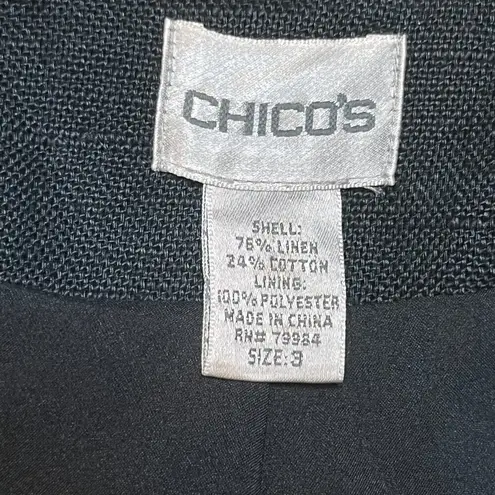 CHICO'S
SHELL:
76% LINEN
24% COTTON
LINING:
100% POLYESTER
MADE IN CHINA
RN# 79984
SIZE: 3